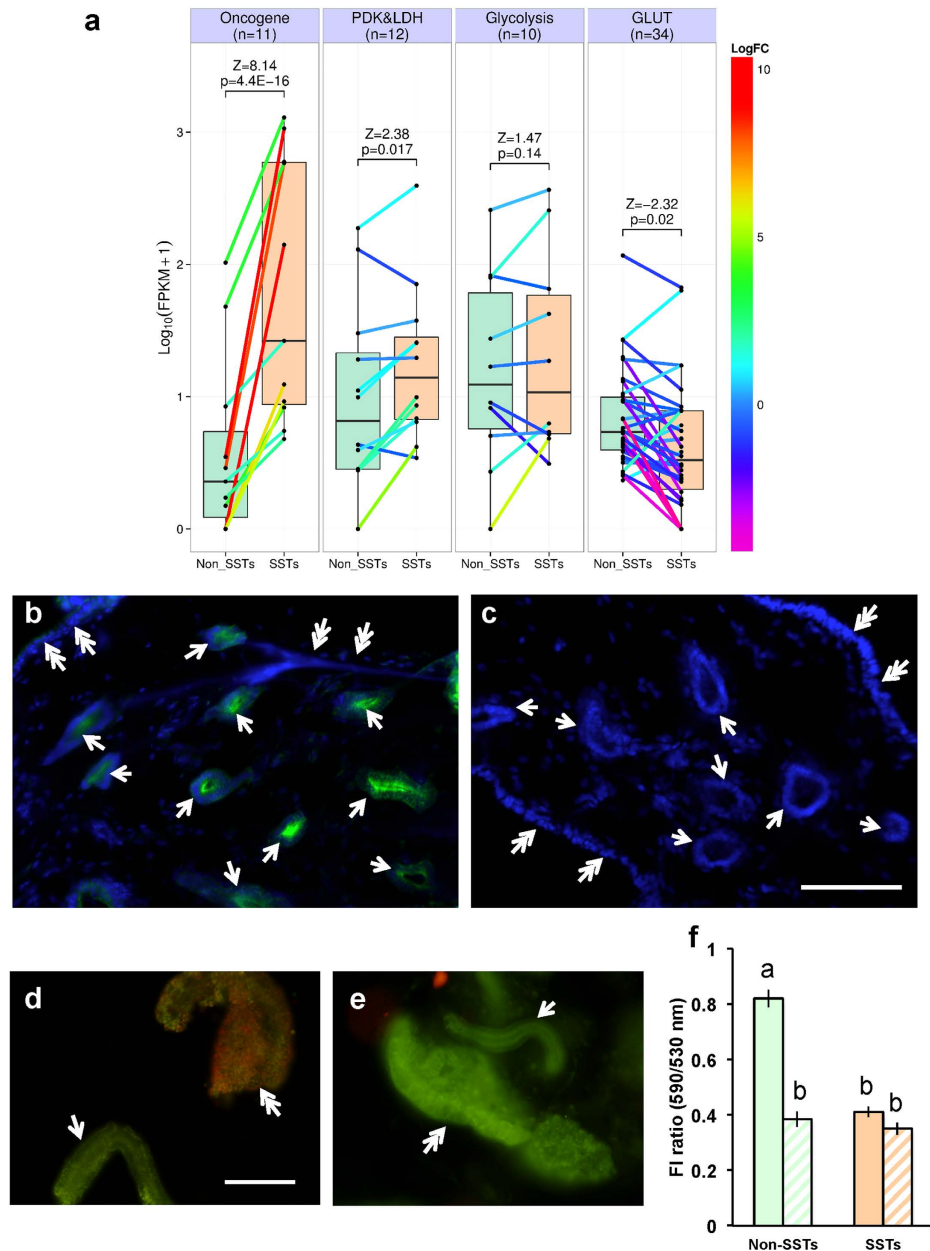 a
Oncogene
(n=11)
PDK&LDH
(n=12)
Glycolysis
(n=10)
GLUT
(n=34)
LogFC
10
5
0
Z=8.14
p=4.4E−16
Z=2.38
p=0.017
Z=1.47
p=0.14
Z=−2.32
p=0.02
Log10(FPKM+1)
3
2
1
0
Non_SSTs SSTs Non_SSTs SSTs Non_SSTs SSTs Non_SSTs SSTs
b
c
d
e
f
FI ratio (590/530 nm)
1
0.8
0.6
0.4
0.2
0
a
b
b
b
Non-SSTs SSTs